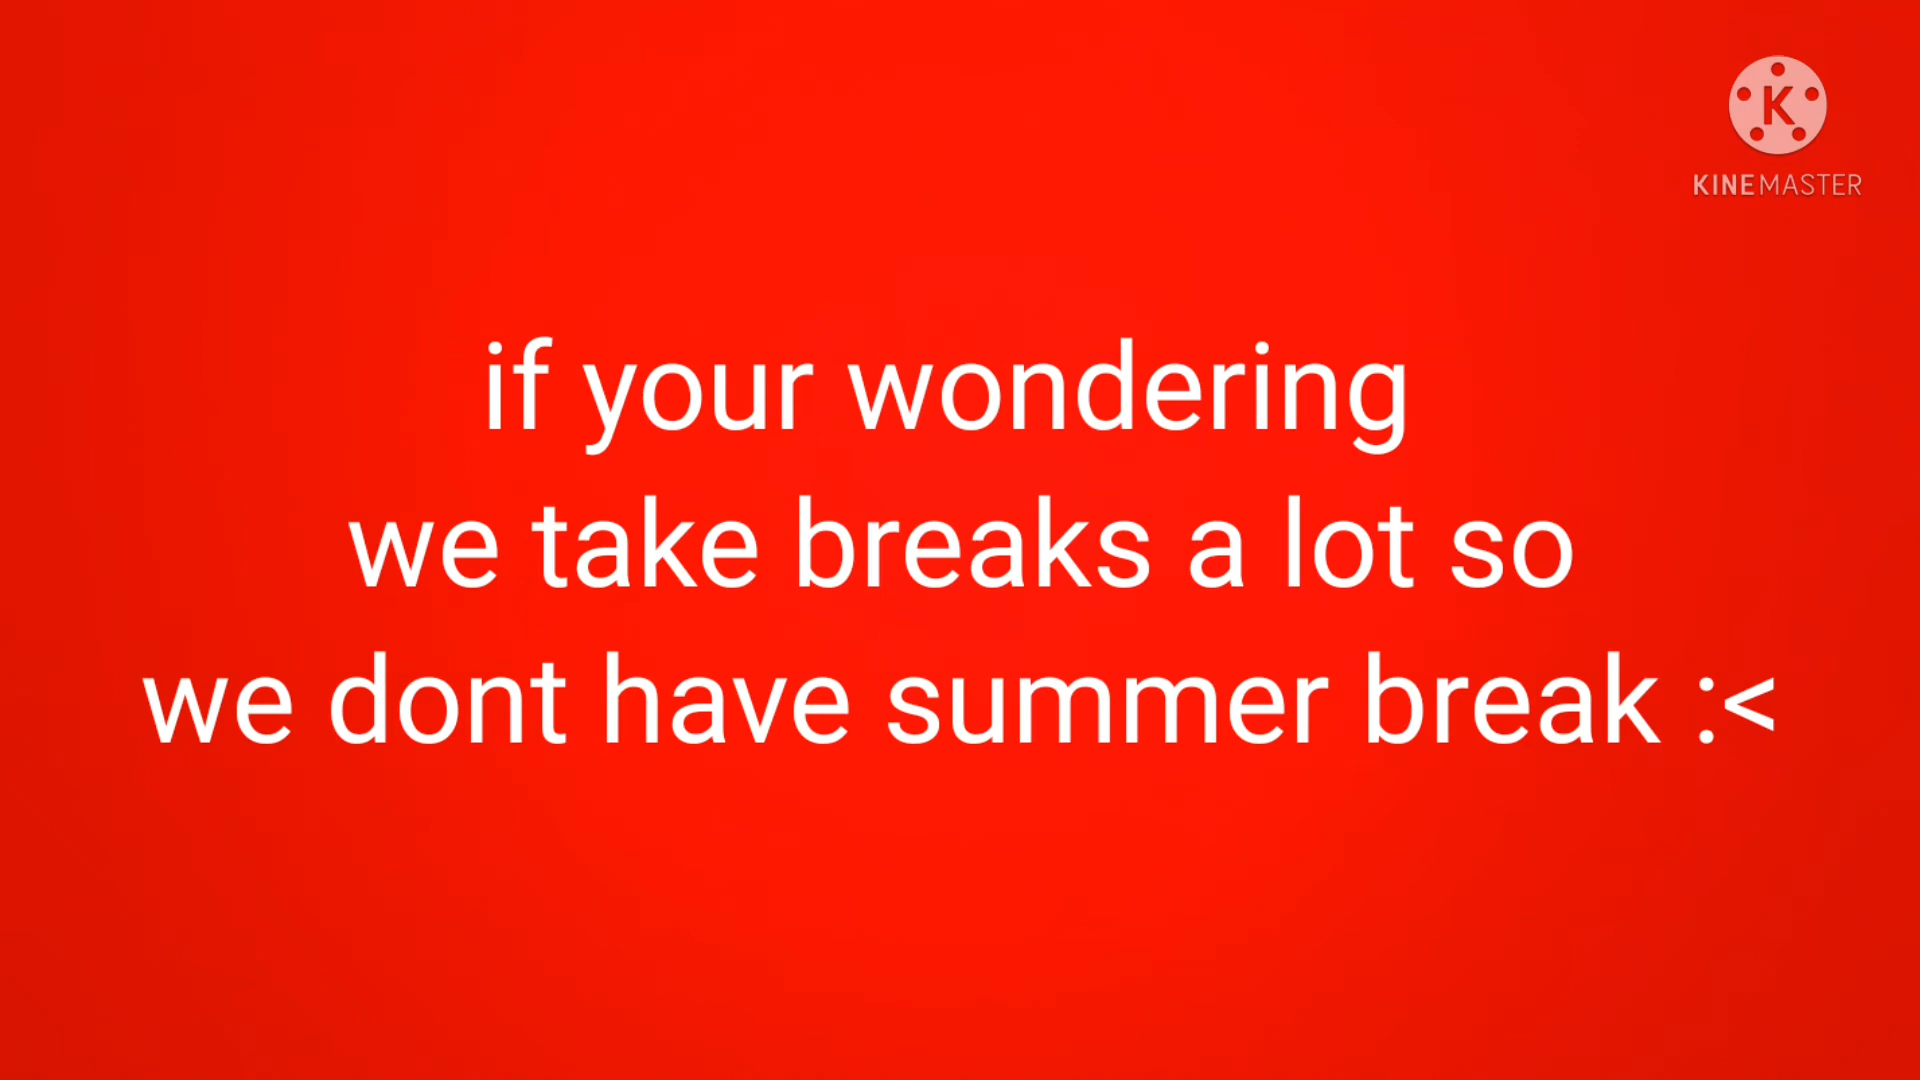 K
KINEMASTER
if your wondering
we take breaks a lot so
we dont have summer break :<